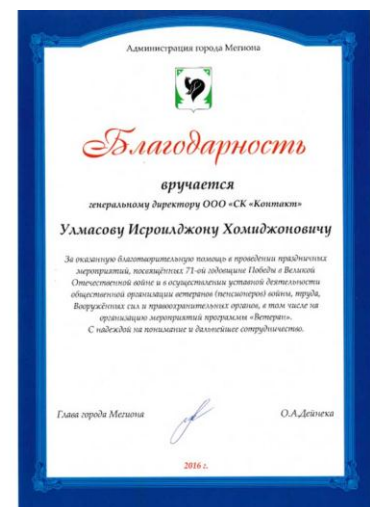 Администрация города Мегиона
Благодарность
вручается
генеральному директору ООО «СК «Контакт»
Улмасову Исроилджону Хомиджоновичу
За оказанную благотворительную помощь в проведении праздничных
мероприятий, посвящённых 71-ой годовщине Победы в Великой
Отечественной войне и в осуществлении уставной деятельности
общественной организации ветеранов (пенсионеров) войны, труда,
Вооружённых сил и правоохранительных органов, в том числе на
организацию мероприятий программы «Ветеран».
С надеждой на понимание и дальнейшее сотрудничество.
Глава города Мегиона
О.А.Дейнека
2016 г.